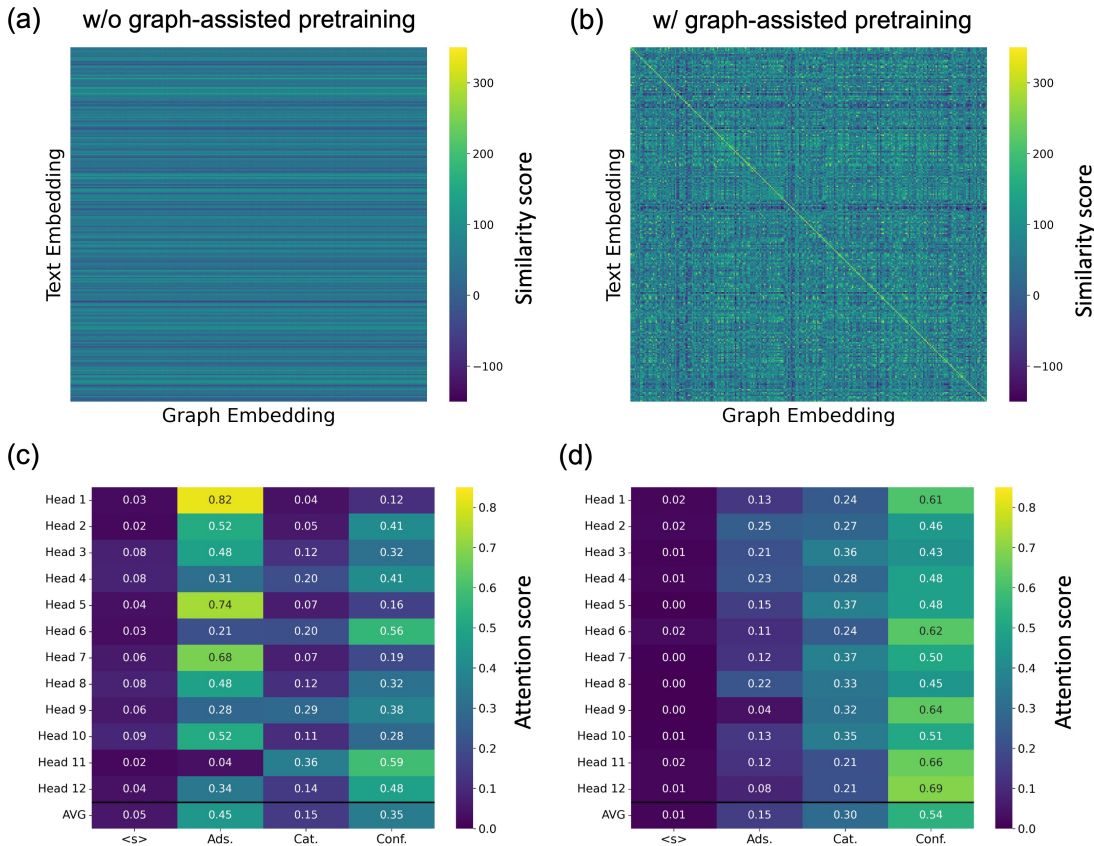 (a) w/o graph-assisted pretraining
Text Embedding
Graph Embedding
300
200
100
0
−100
Similarity score
(b) w/ graph-assisted pretraining
Text Embedding
Graph Embedding
300
200
100
0
−100
Similarity score
(c)
Head 1 0.03 0.82 0.04 0.12
Head 2 0.02 0.52 0.05 0.41
Head 3 0.08 0.48 0.12 0.32
Head 4 0.08 0.31 0.20 0.41
Head 5 0.04 0.74 0.07 0.16
Head 6 0.03 0.21 0.20 0.56
Head 7 0.06 0.68 0.07 0.19
Head 8 0.08 0.48 0.12 0.32
Head 9 0.06 0.28 0.29 0.38
Head 10 0.09 0.52 0.11 0.28
Head 11 0.02 0.04 0.36 0.59
Head 12 0.04 0.34 0.14 0.48
AVG 0.05 0.45 0.15 0.35
<s> Ads. Cat. Conf.
0.8
0.7
0.6
0.5
0.4
0.3
0.2
0.1
0.0
Attention score
(d)
Head 1 0.02 0.13 0.24 0.61
Head 2 0.02 0.25 0.27 0.46
Head 3 0.01 0.21 0.36 0.43
Head 4 0.01 0.23 0.28 0.48
Head 5 0.00 0.15 0.37 0.48
Head 6 0.02 0.11 0.24 0.62
Head 7 0.00 0.12 0.37 0.50
Head 8 0.00 0.22 0.33 0.45
Head 9 0.00 0.04 0.32 0.64
Head 10 0.01 0.13 0.35 0.51
Head 11 0.02 0.12 0.21 0.66
Head 12 0.01 0.08 0.21 0.69
AVG 0.01 0.15 0.30 0.54
<s> Ads. Cat. Conf.
0.8
0.7
0.6
0.5
0.4
0.3
0.2
0.1
0.0
Attention score